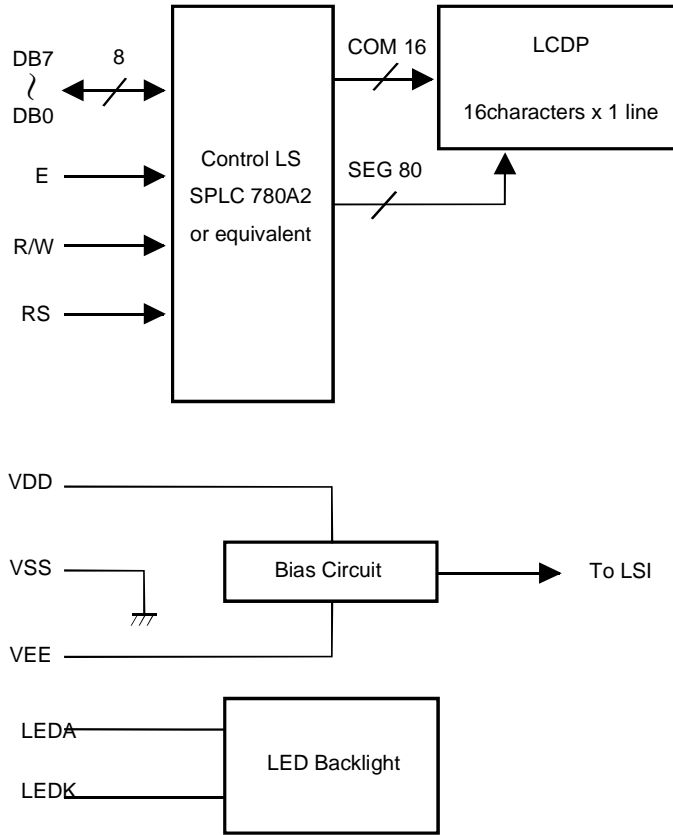 DB7
DB0
8
E
R/W
RS
Control LS
SPLC 780A2
or equivalent
COM 16
SEG 80
LCDP
16characters x 1 line
VDD
VSS
VEE
Bias Circuit
To LSI
LEDA
LEDK
LED Backlight